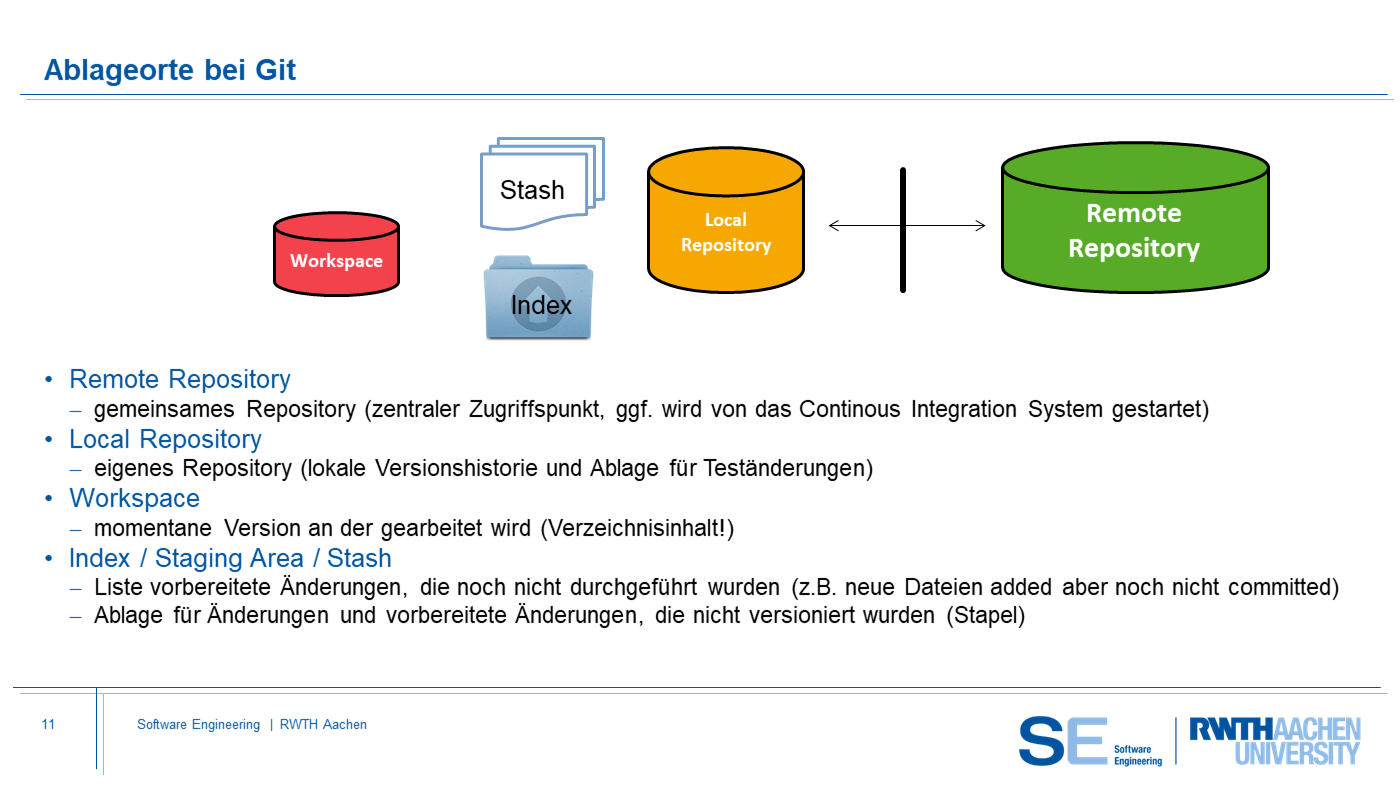 Ablageorte bei Git
Stash
Workspace
Index
Local
Repository
Remote
Repository
• Remote Repository
– gemeinsames Repository (zentraler Zugriffspunkt, ggf. wird von das Continous Integration System gestartet)
• Local Repository
– eigenes Repository (lokale Versionshistorie und Ablage für Teständerungen)
• Workspace
– momentane Version an der gearbeitet wird (Verzeichnisinhalt!)
• Index / Staging Area / Stash
– Liste vorbereitete Änderungen, die noch nicht durchgeführt wurden (z.B. neue Dateien added aber noch nicht committed)
– Ablage für Änderungen und vorbereitete Änderungen, die nicht versioniert wurden (Stapel)
11
Software Engineering | RWTH Aachen
SE Software
Engineering
RWTHAACHEN
UNIVERSITY